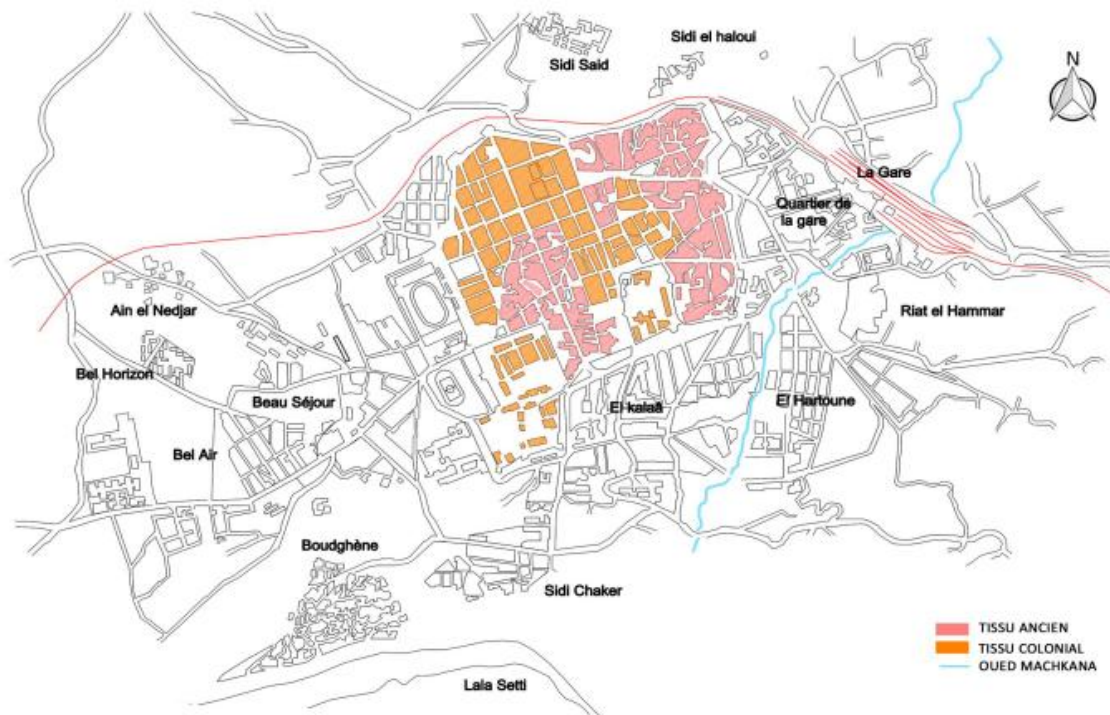 Sidi el haloui
Sidi Said
N
La Gare
Quartier de
la gare
Ain el Nedjar
Riat el Hammar
Bel Horizon
Beau Séjour
El kalaâ
El Hartoune
Bel Air
Boudghène
Sidi Chaker
Lala Setti
TISSU ANCIEN
TISSU COLONIAL
OUED MACHKANA